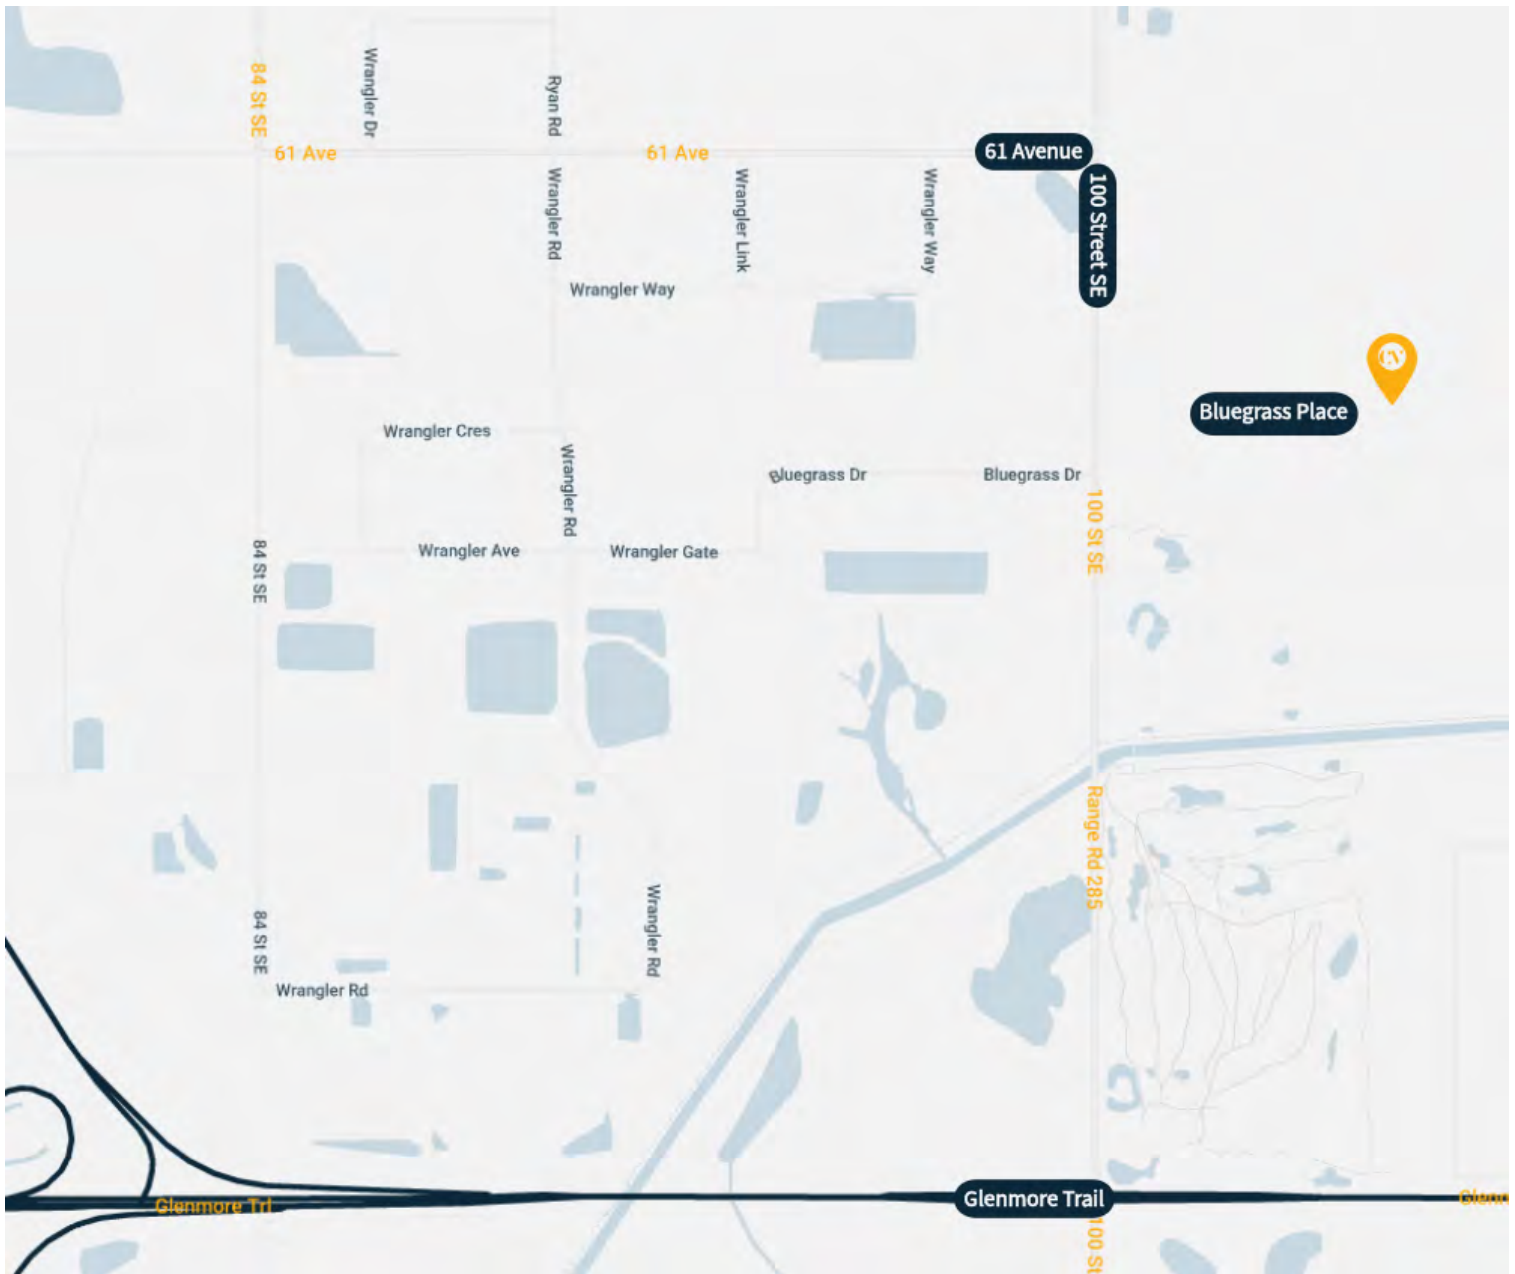 84 St SE
Wrangler Dr
Ryan Rd
61 Ave
61 Ave
61 Avenue
100 Street SE
Wrangler Rd
Wrangler Link
Wrangler Way
Wrangler Way
CN
Bluegrass Place
Wrangler Cres
Wrangler Rd
Bluegrass Dr
Bluegrass Dr
100 St SE
84 St SE
Wrangler Ave
Wrangler Gate
Range Rd 285
84 St SE
Wrangler Rd
Wrangler Rd
Glenmore Trl
Glenmore Trail
Glenn
100 St